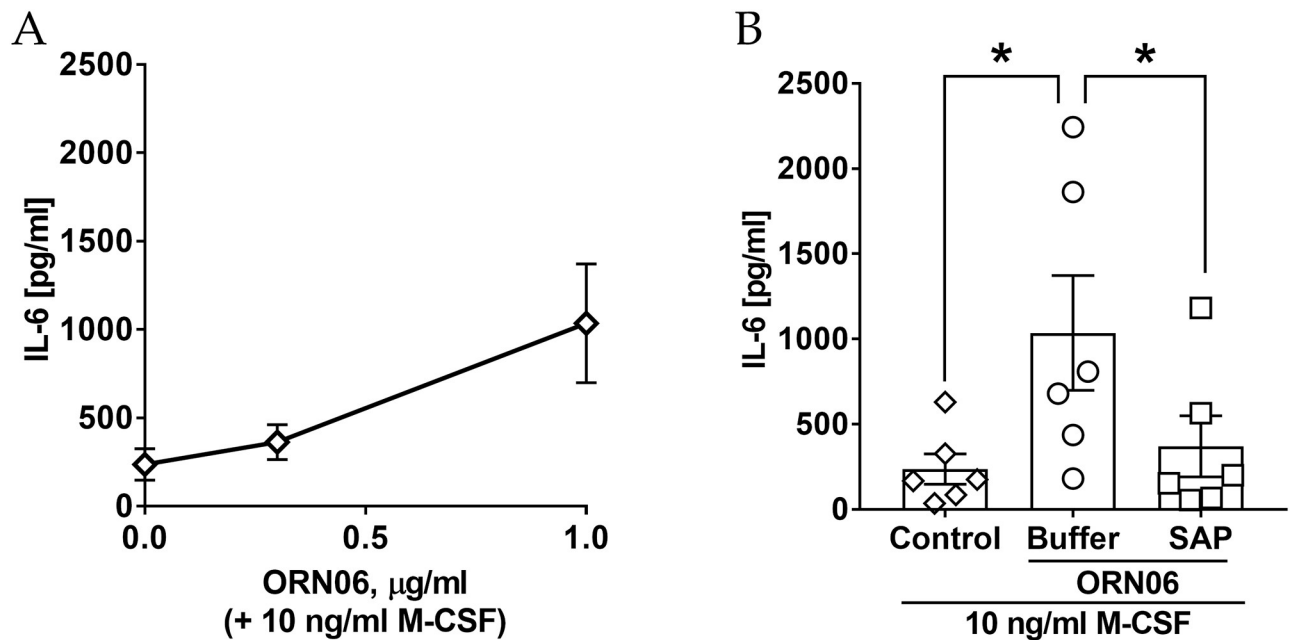 A
IL-6 [pg/ml]
2500
2000
1500
1000
500
0
0.0 0.5 1.0
ORN06, μg/ml
(+ 10 ng/ml M-CSF)
B
* *
IL-6 [pg/ml]
2500
2000
1500
1000
500
0
Control Buffer SAP
ORN06
10 ng/ml M-CSF